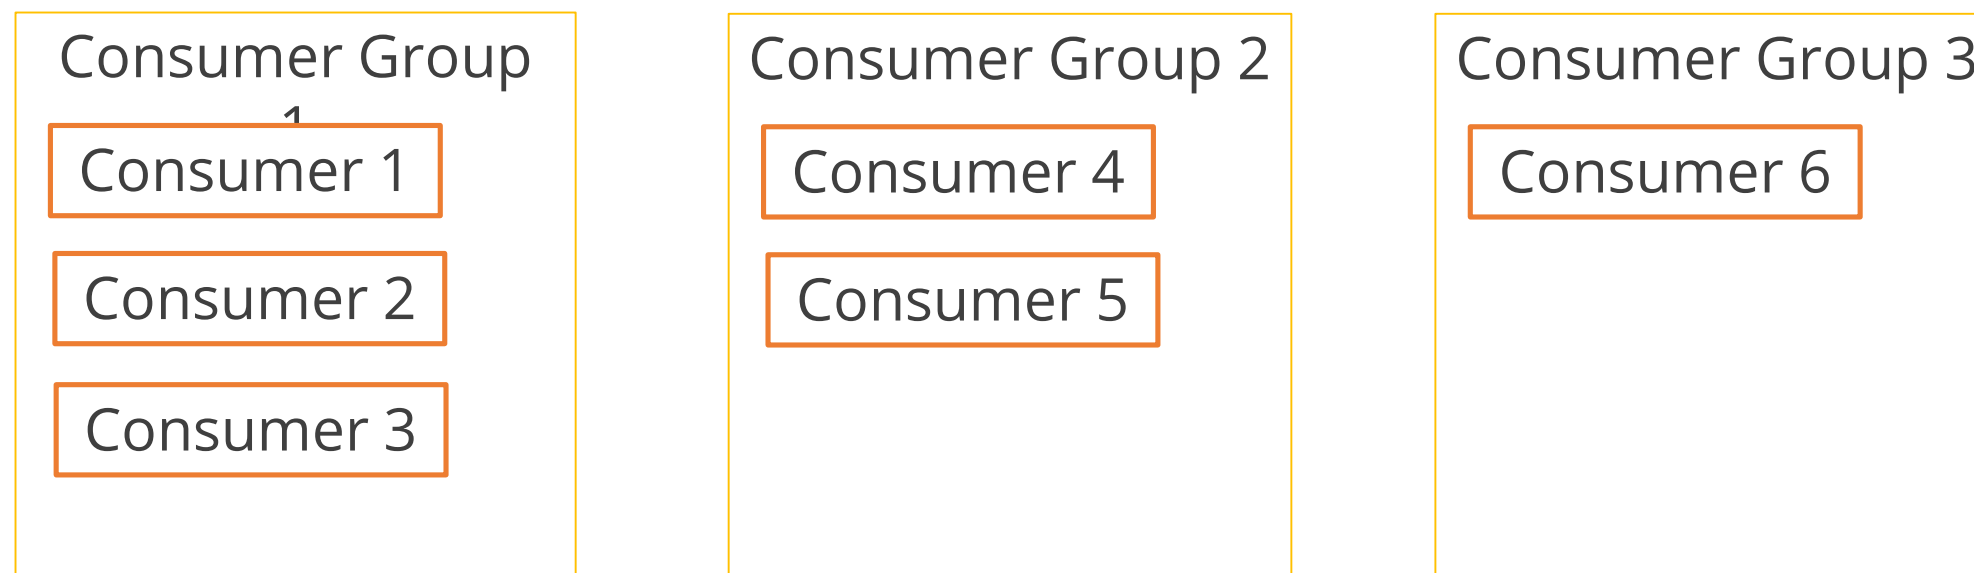 Consumer Group
1
Consumer 1
Consumer 2
Consumer 3
Consumer Group 2
Consumer 4
Consumer 5
Consumer Group 3
Consumer 6